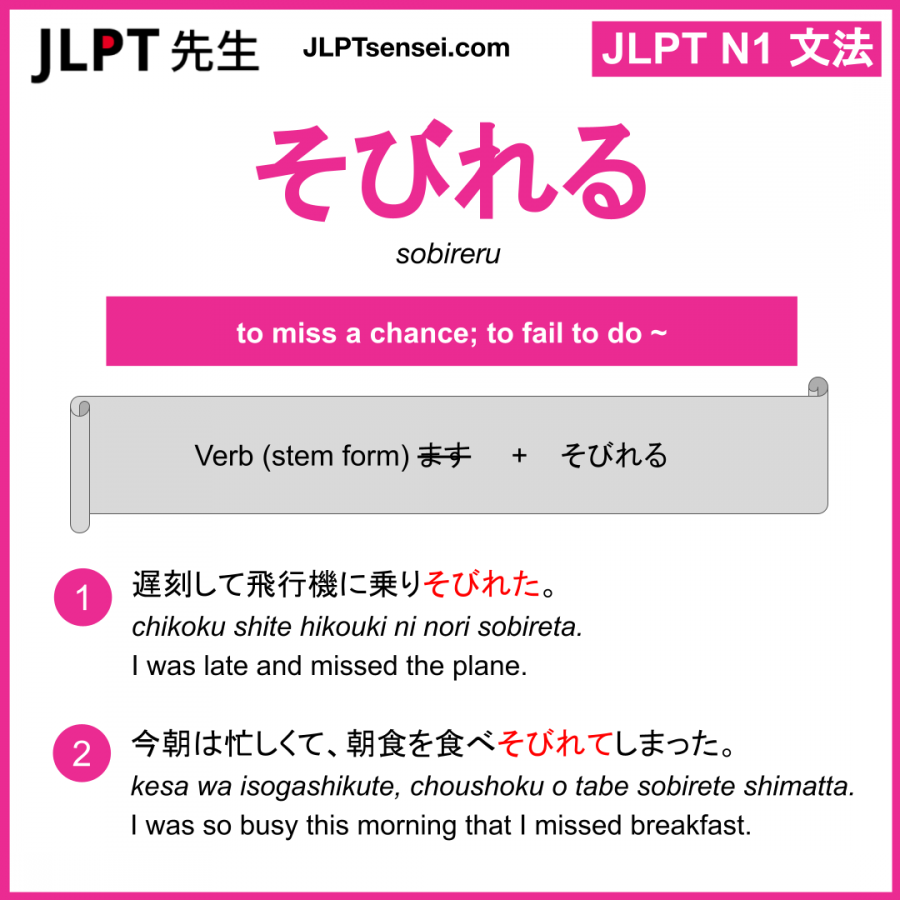 JLPT 先生
JLPTsensei.com
JLPT N1 文法
そびれる
sobireru
to miss a chance; to fail to do ~
Verb (stem form) ます + そびれる
1
遅刻して飛行機に乗りそびれた。
chikoku shite hikouki ni nori sobireta.
I was late and missed the plane.
2
今朝は忙しくて、朝食を食べそびれてしまった。
kesa wa isogashikute, choushoku o tabe sobirete shimatta.
I was so busy this morning that I missed breakfast.